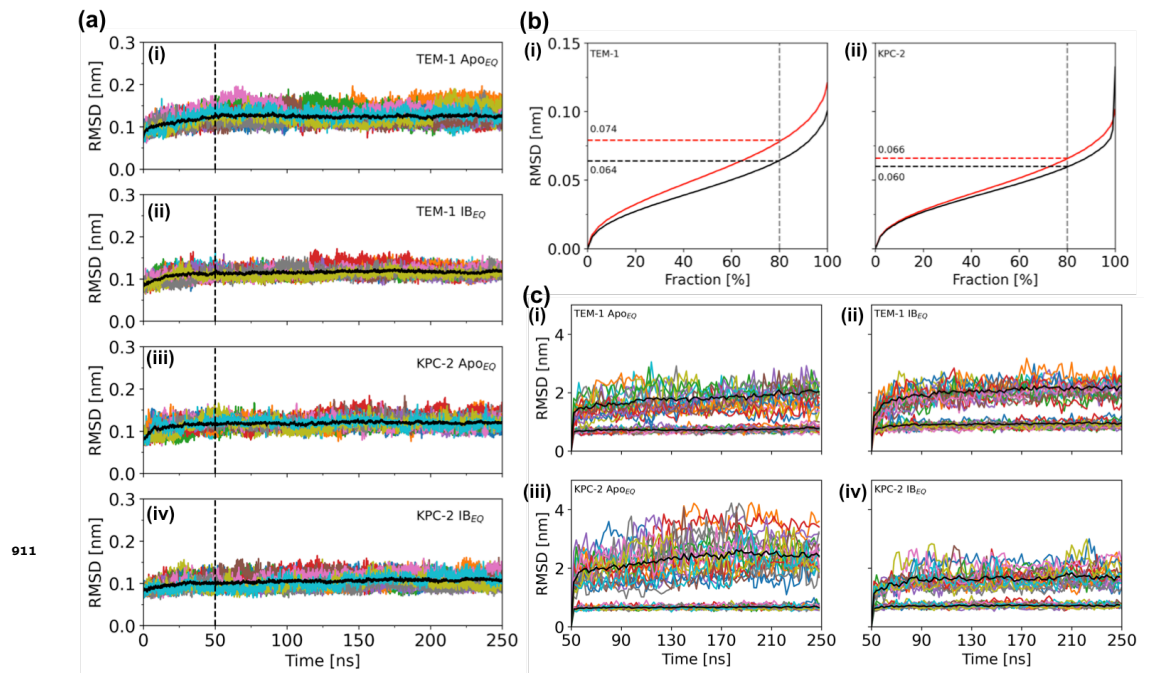 (a)
(i)
TEM-1 Apo_EQ
RMSD [nm]
0.3
0.2
0.1
0.0
(ii)
TEM-1 IB_EQ
RMSD [nm]
0.3
0.2
0.1
0.0
(iii)
KPC-2 Apo_EQ
RMSD [nm]
0.3
0.2
0.1
0.0
(iv)
KPC-2 IB_EQ
RMSD [nm]
0.3
0.2
0.1
0.0
0 50 100 150 200 250
Time [ns]
911
(b)
(i)
TEM-1
RMSD [nm]
0.15
0.10
0.05
0.00
0.074
0.064
0 20 40 60 80 100
Fraction [%]
(ii)
KPC-2
0.066
0.060
0 20 40 60 80 100
Fraction [%]
(c)
(i)
TEM-1 Apo_EQ
RMSD [nm]
4
2
0
(ii)
TEM-1 IB_EQ
(iii)
KPC-2 Apo_EQ
RMSD [nm]
4
2
0
50 90 130 170 210 250
Time [ns]
(iv)
KPC-2 IB_EQ
50 90 130 170 210 250
Time [ns]